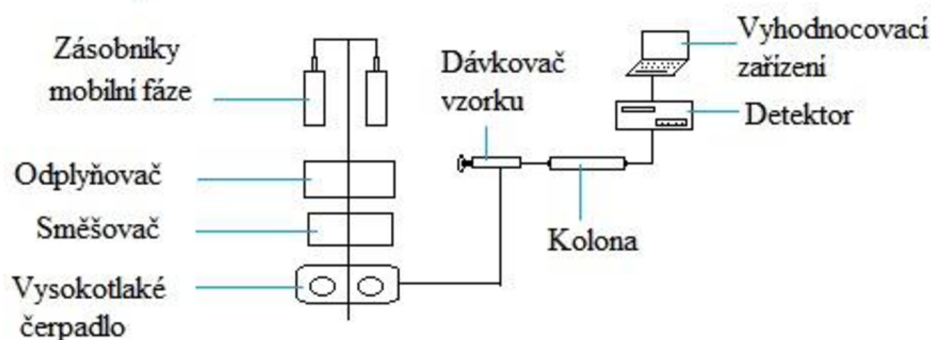 Zásobníky
mobilní fáze
Odplyňovač
Směšovač
Vysokotlaké
čerpadlo
Dávkovač
vzorku
Kolona
Vyhodnocovací
zařízení
Detektor